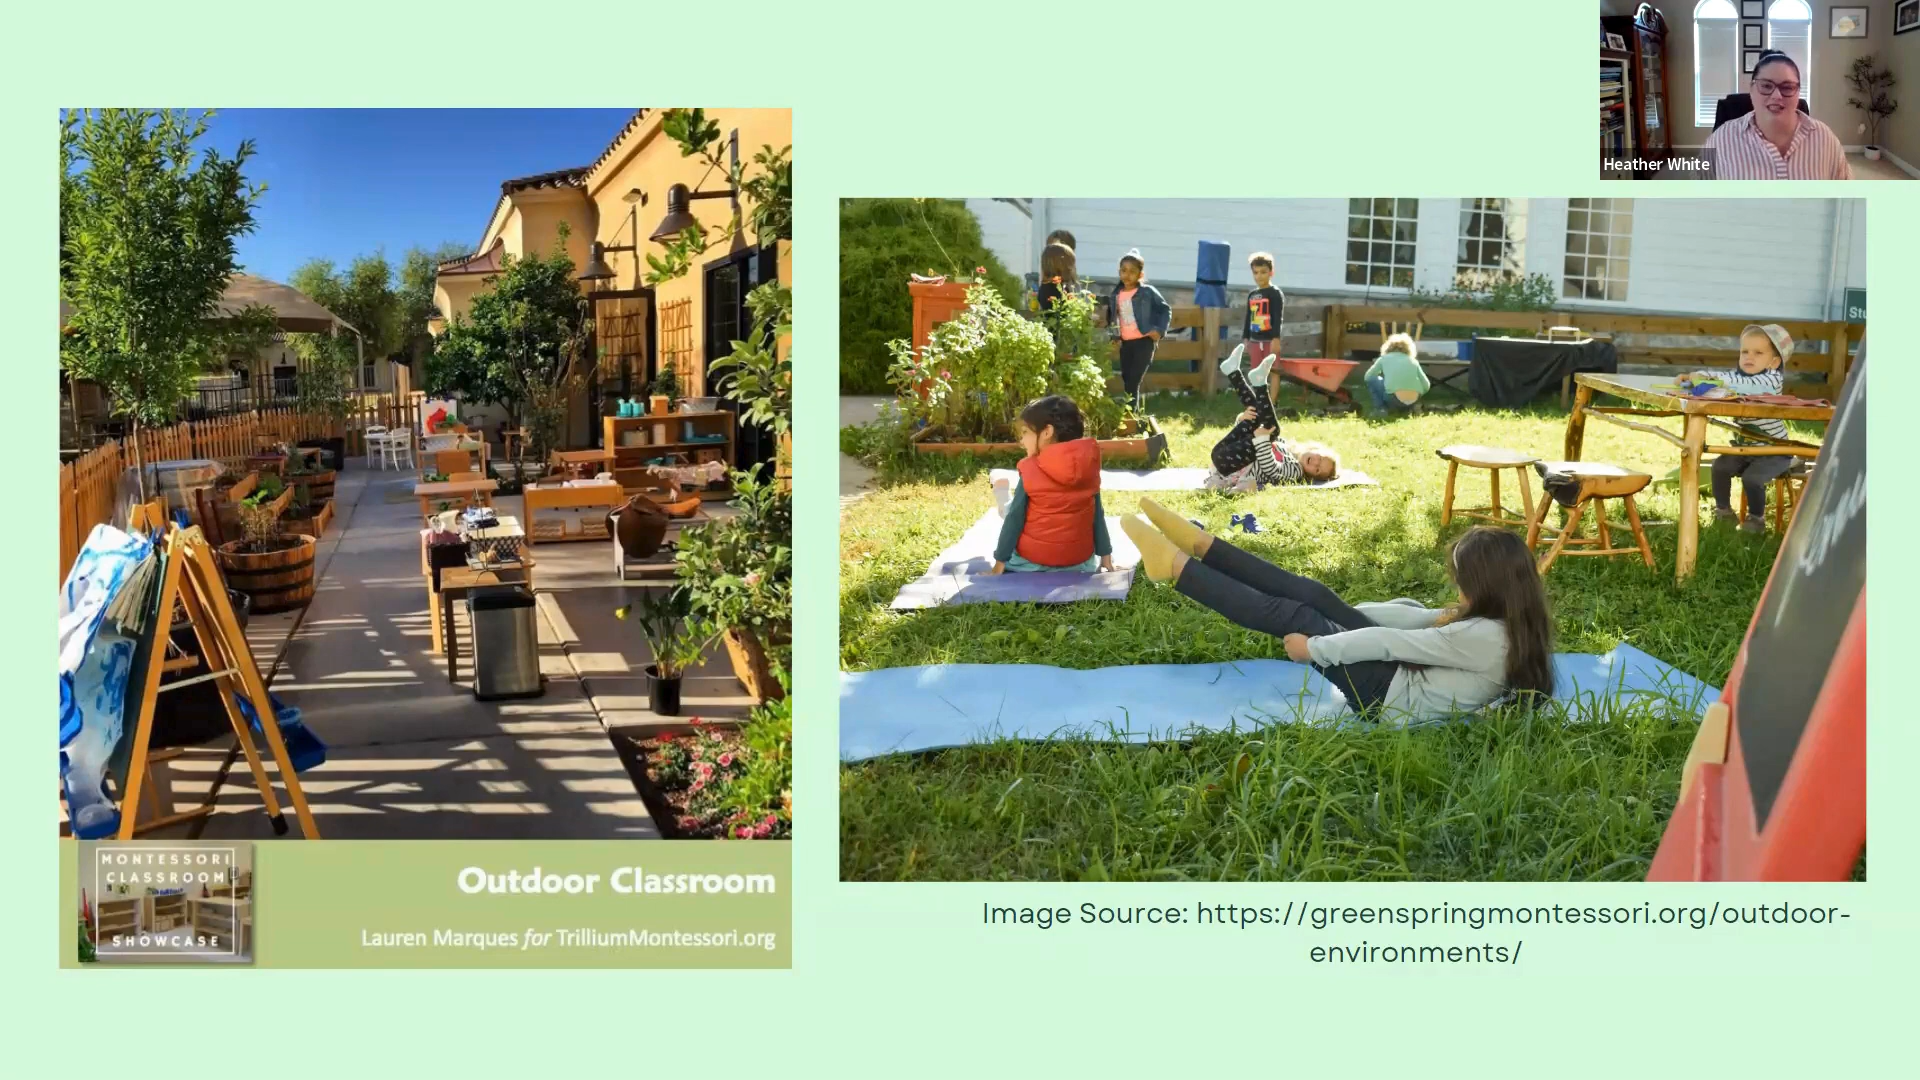 Heather White
Stu
MONTESSORI
CLASSROOM
SHOWCASE
Outdoor Classroom
Lauren Marques for TrilliumMontessori.org
Image Source: https://greenspringmontessori.org/outdoor-
environments/